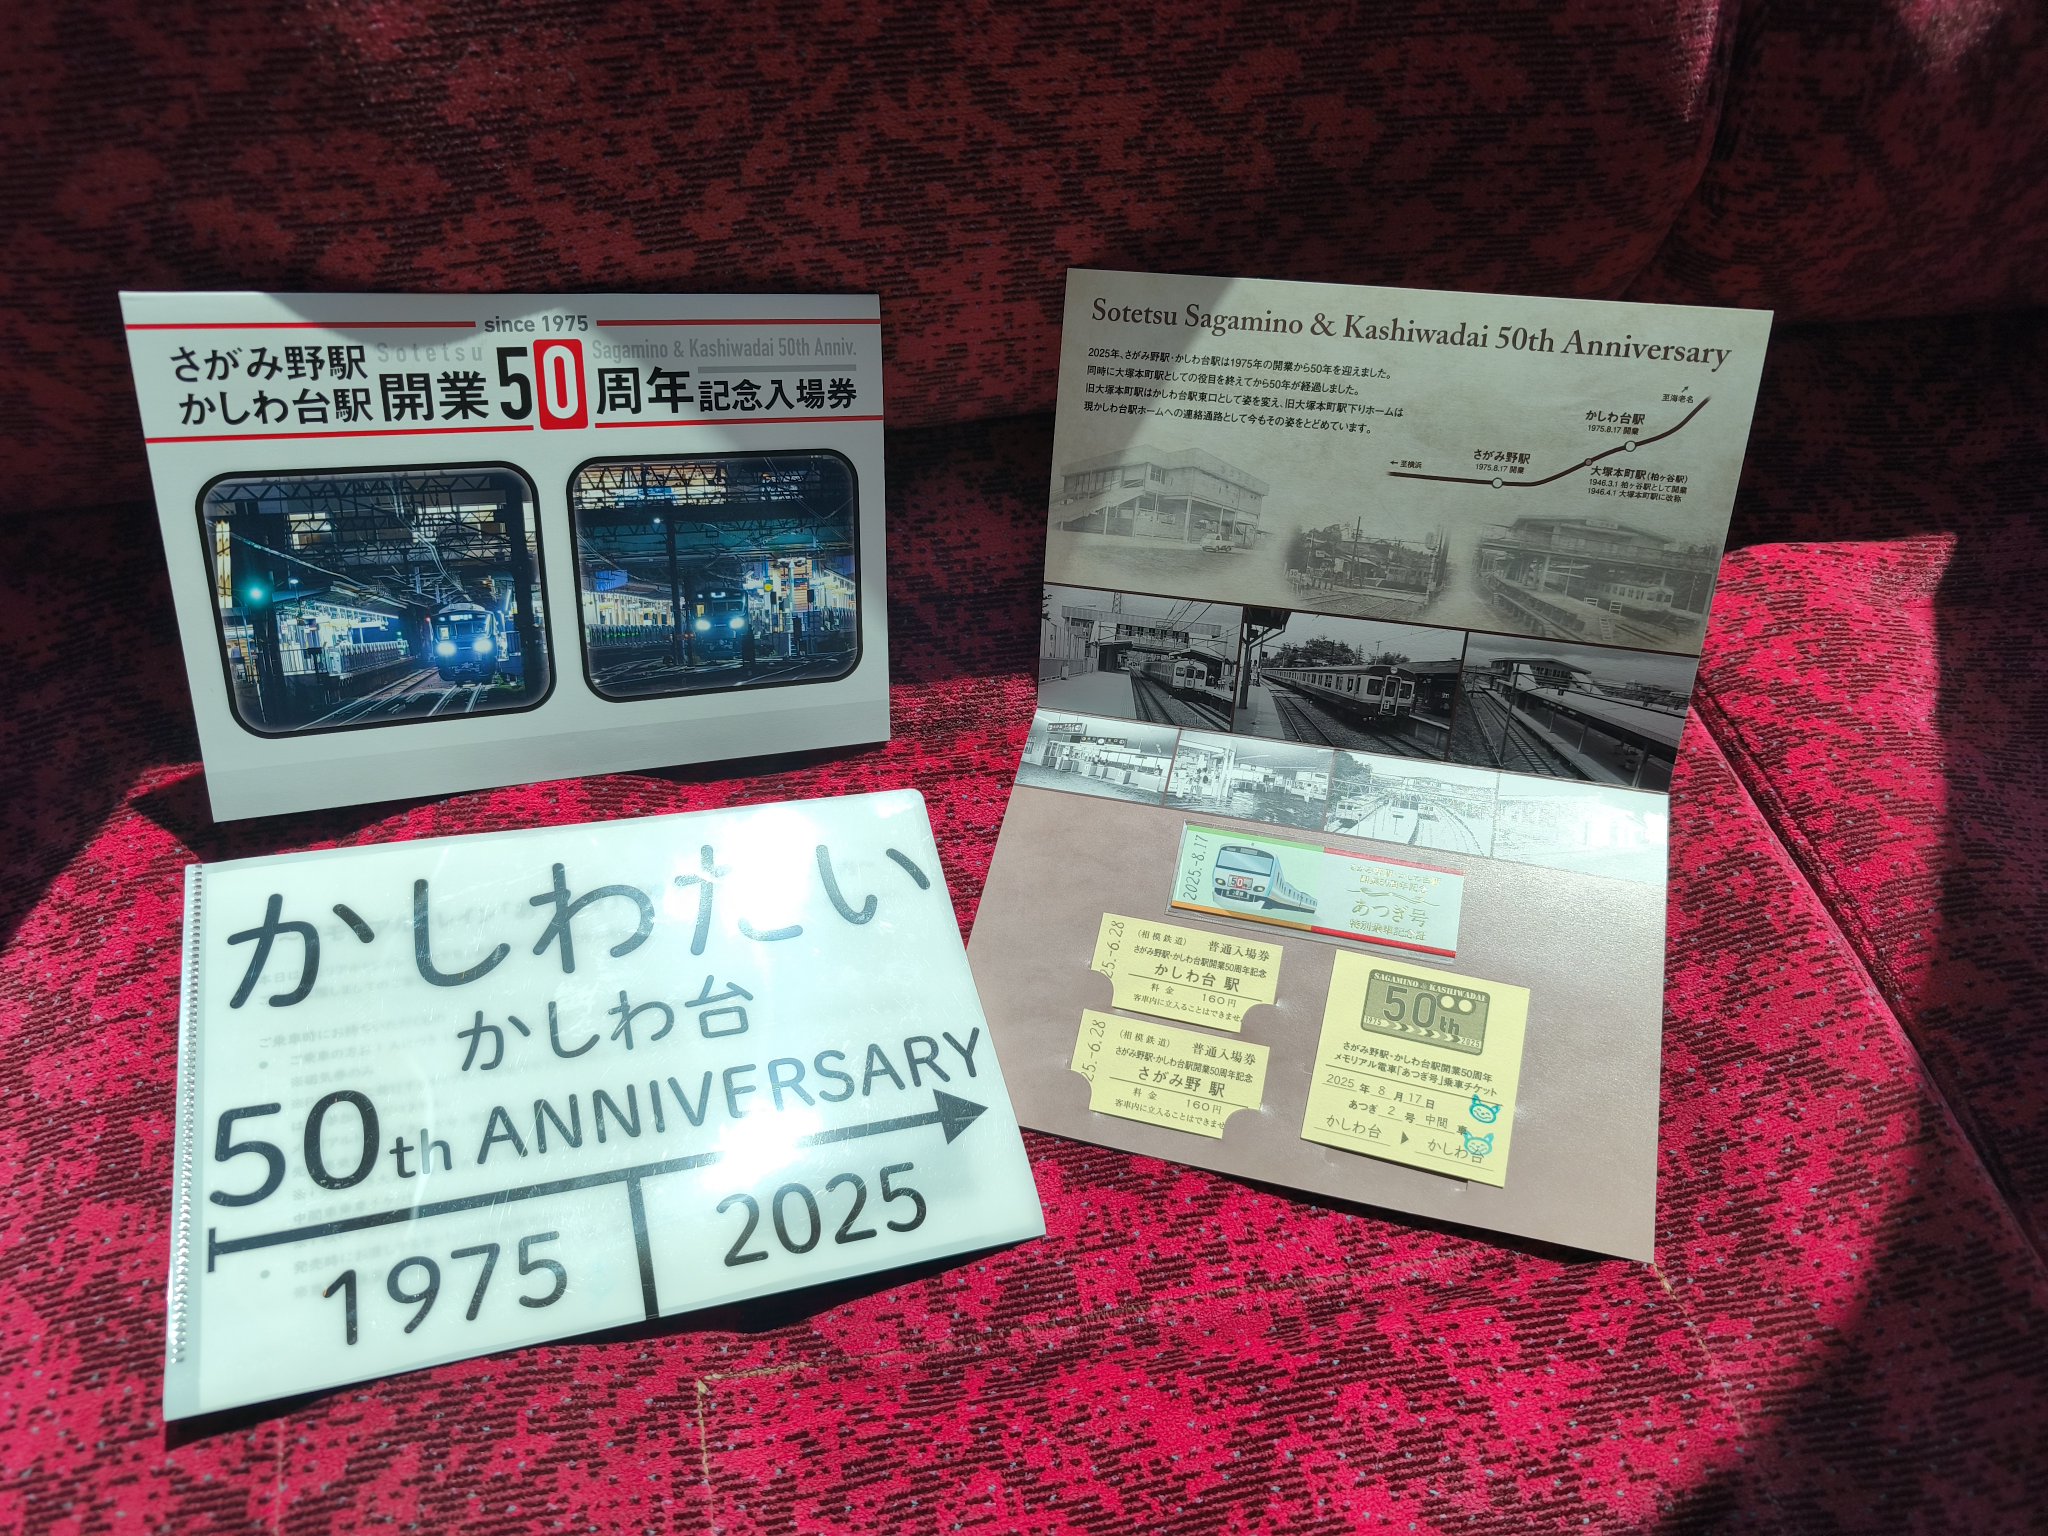 since 1975
さがみ野駅
かしわ台駅
Sotetsu
開業50周年
Sagamino & Kashiwadai 50th Anniv.
記念入場券
かしわたい
かしわ台
50th ANNIVERSARY
1975
2025
Sotetsu Sagamino & Kashiwadai 50th Anniversary
2025年、さがみ野駅・かしわ台駅は1975年の開業から50年を迎えました。
同時に大塚本町駅としての役目を終えてから50年が経過しました。
旧大塚本町駅はかしわ台駅東口として姿を変え、旧大塚本町駅下りホームは
現かしわ台駅ホームへの連絡通路として今もその姿をとどめています。
至海老名
かしわ台駅
1975.8.17 開業
さがみ野駅
1975.8.17 開業
← 至横浜
大塚本町駅(柏ヶ谷駅)
1946.3.1 柏ヶ谷駅として開業
1946.4.1 大塚本町駅に改称
2025.-8.17
50
開業50周年記念
あつぎ号
特別乗車記念証
25.-6.28
(相模鉄道) 普通入場券
さがみ野駅・かしわ台駅開業50周年記念
かしわ台 駅
料金 160円
客車内に立入ることはできませ
25.-6.28
(相模鉄道) 普通入場券
さがみ野駅・かしわ台駅開業50周年記念
さがみ野 駅
料金 160円
客車内に立入ることはできませ
SAGAMINO & KASHIWADAI
50th
1975 2025
さがみ野駅・かしわ台駅開業50周年
メモリアル電車「あつぎ号」乗車チケット
2025 年 8 月 17 日
あつぎ 2 号 中間 車
かしわ台 ▶ かしわ台